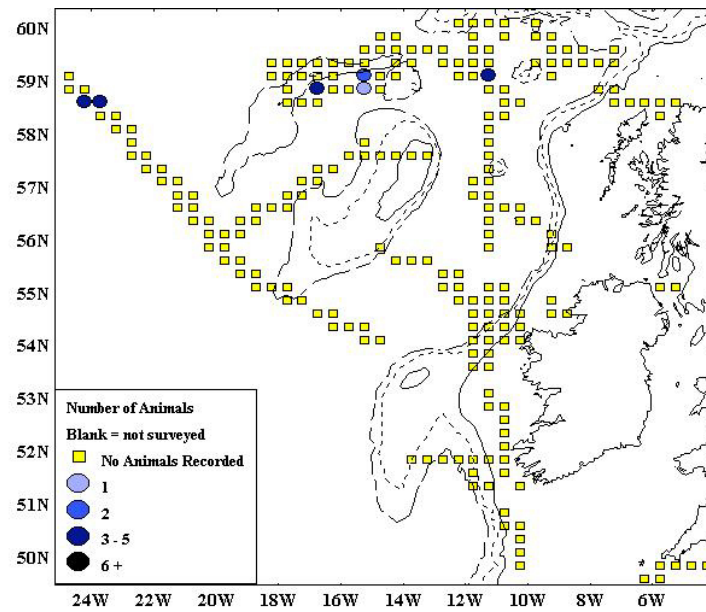 60N
59N
58N
57N
56N
55N
54N
53N
52N
51N
50N
Number of Animals
Blank = not surveyed
No Animals Recorded
1
2
3 - 5
6 +
24W 22W 20W 18W 16W 14W 12W 10W 8W 6W